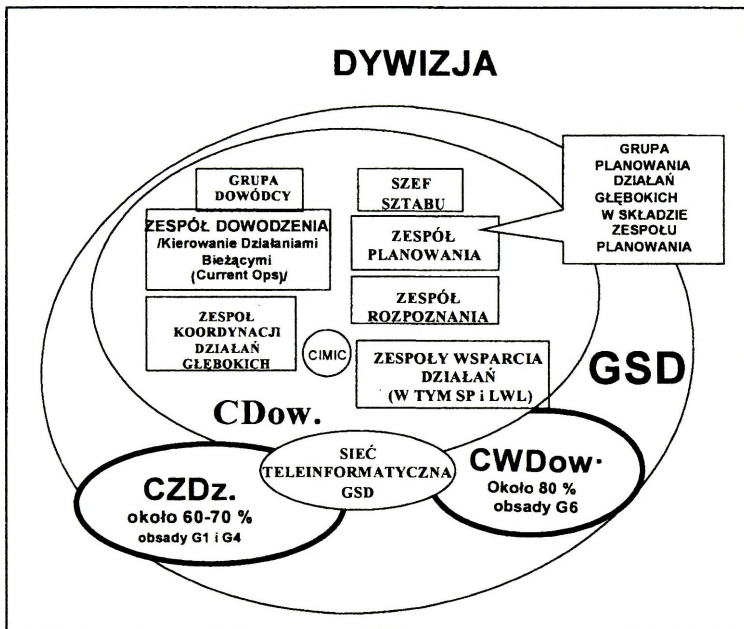 DYWIZJA
GRUPA
DOWÓDCY
SZEF
SZTABU
GRUPA
PLANOWANIA
DZIAŁAŃ
GŁĘBOKICH
W SKŁADZIE
ZESPOŁU
PLANOWANIA
ZESPÓŁ DOWODZENIA
/Kierowanie Działaniami
Bieżącymi
(Current Ops)/
ZESPÓŁ
PLANOWANIA
ZESPÓŁ
ROZPOZNANIA
ZESPOŁ
KOORDYNACJI
DZIAŁAŃ
GŁĘBOKICH
CIMIC
ZESPOŁY WSPARCIA
DZIAŁAŃ
(W TYM SP i LWL)
GSD
CDow.
SIEĆ
TELEINFORMATYCZNA
GSD
CZDz.
około 60-70 %
obsady G1 i G4
CWDow.
Około 80 %
obsady G6